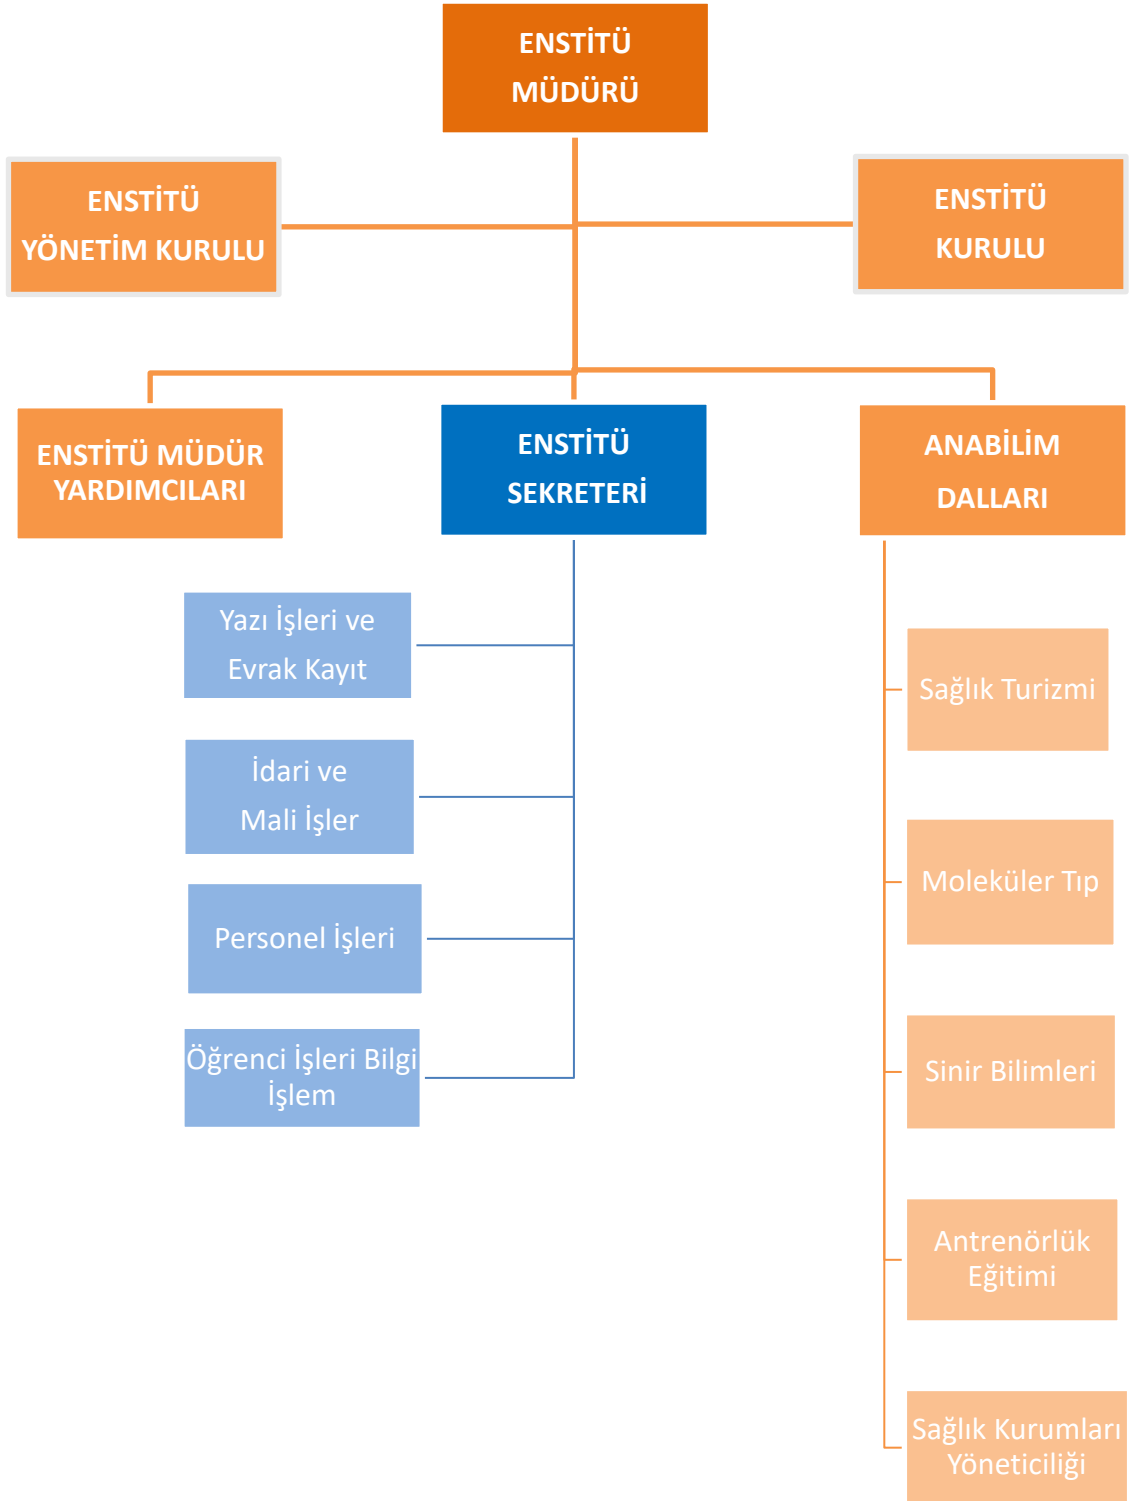 ENSTİTÜ
MÜDÜRÜ
ENSTİTÜ
YÖNETİM KURULU
ENSTİTÜ
KURULU
ENSTİTÜ MÜDÜR
YARDIMCILARI
ENSTİTÜ
SEKRETERİ
ANABİLİM
DALLARI
Yazı İşleri ve
Evrak Kayıt
İdari ve
Mali İşler
Personel İşleri
Öğrenci İşleri Bilgi
İşlem
Sağlık Turizmi
Moleküler Tıp
Sinir Bilimleri
Antrenörlük
Eğitimi
Sağlık Kurumları
Yöneticiliği